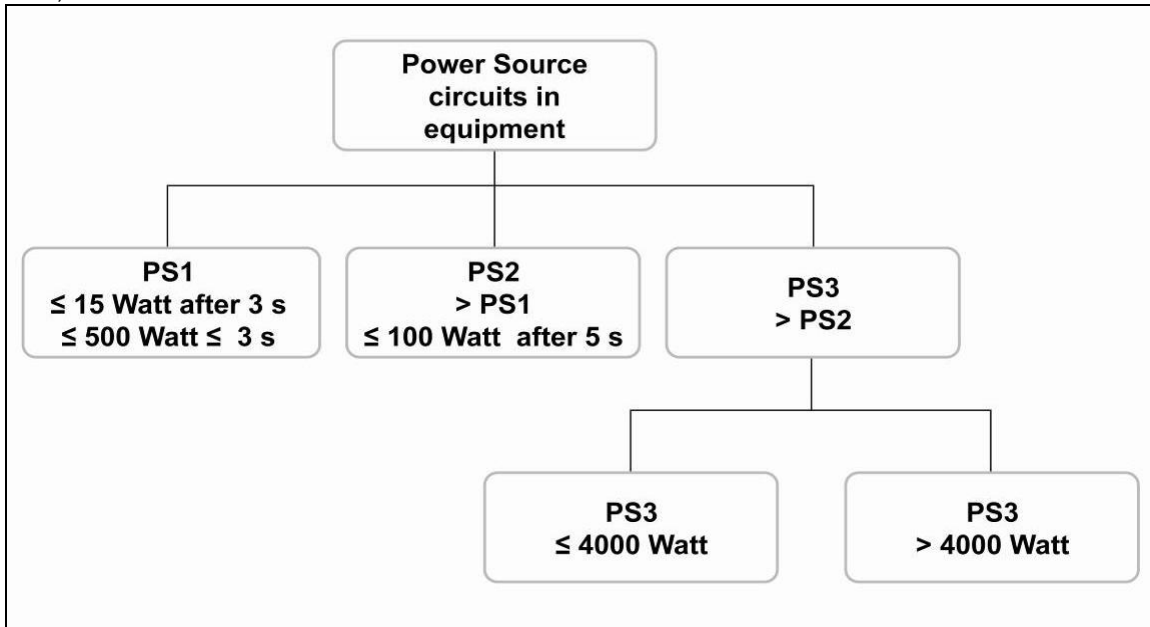 Power Source
circuits in
equipment
PS1
≤ 15 Watt after 3 s
≤ 500 Watt ≤ 3 s
PS2
> PS1
≤ 100 Watt after 5 s
PS3
> PS2
PS3
≤ 4000 Watt
PS3
> 4000 Watt